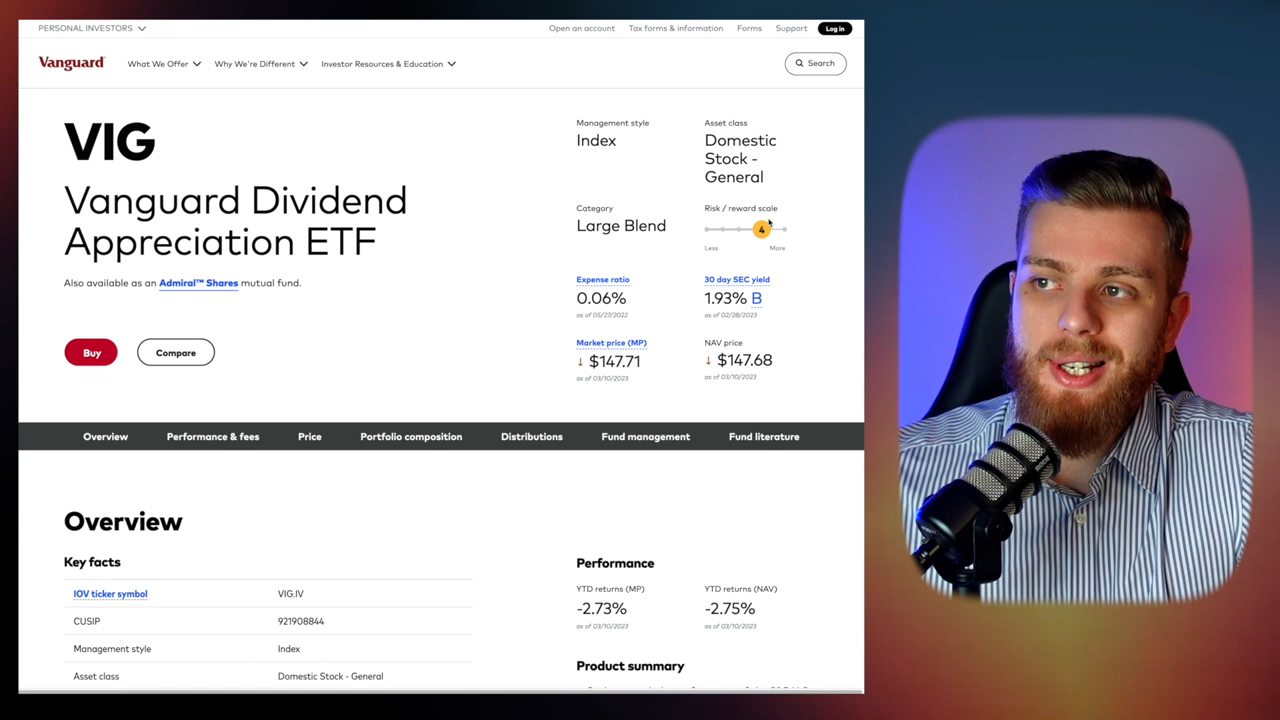 PERSONAL INVESTORS
Open an account
Tax forms & information
Forms
Support
Log in
Vanguard
What We Offer
Why We're Different
Investor Resources & Education
Search
VIG
Vanguard Dividend
Appreciation ETF
Also available as an Admiral™ Shares mutual fund.
Buy
Compare
Management style
Index
Asset class
Domestic
Stock -
General
Category
Large Blend
Risk / reward scale
4
Less
More
Expense ratio
0.06%
as of 05/27/2022
30 day SEC yield
1.93% B
as of 02/28/2023
Market price (MP)
↓ $147.71
as of 03/10/2023
NAV price
↓ $147.68
as of 03/10/2023
Overview
Performance & fees
Price
Portfolio composition
Distributions
Fund management
Fund literature
Overview
Key facts
IOV ticker symbol
VIG.IV
CUSIP
921908844
Management style
Index
Asset class
Domestic Stock - General
Performance
YTD returns (MP)
-2.73%
as of 03/10/2023
YTD returns (NAV)
-2.75%
as of 03/10/2023
Product summary